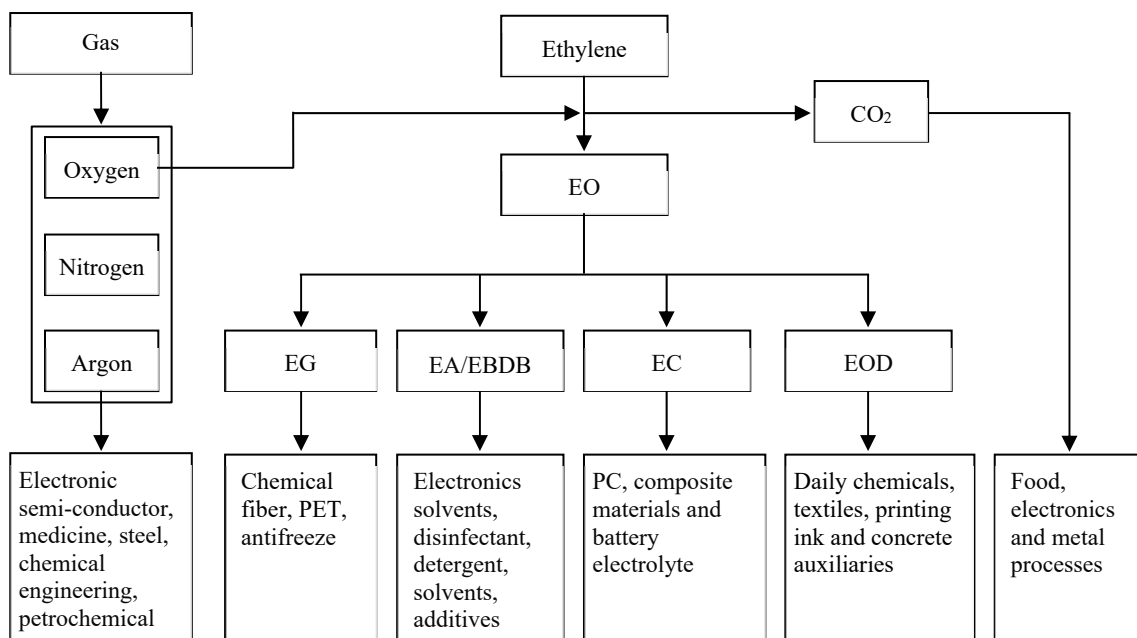 Gas
Ethylene
CO₂
Oxygen
EO
Nitrogen
Argon
EG
EA/EBDB
EC
EOD
Electronic
semi-conductor,
medicine, steel,
chemical
engineering,
petrochemical
Chemical
fiber, PET,
antifreeze
Electronics
solvents,
disinfectant,
detergent,
solvents,
additives
PC, composite
materials and
battery
electrolyte
Daily chemicals,
textiles, printing
ink and concrete
auxiliaries
Food,
electronics
and metal
processes